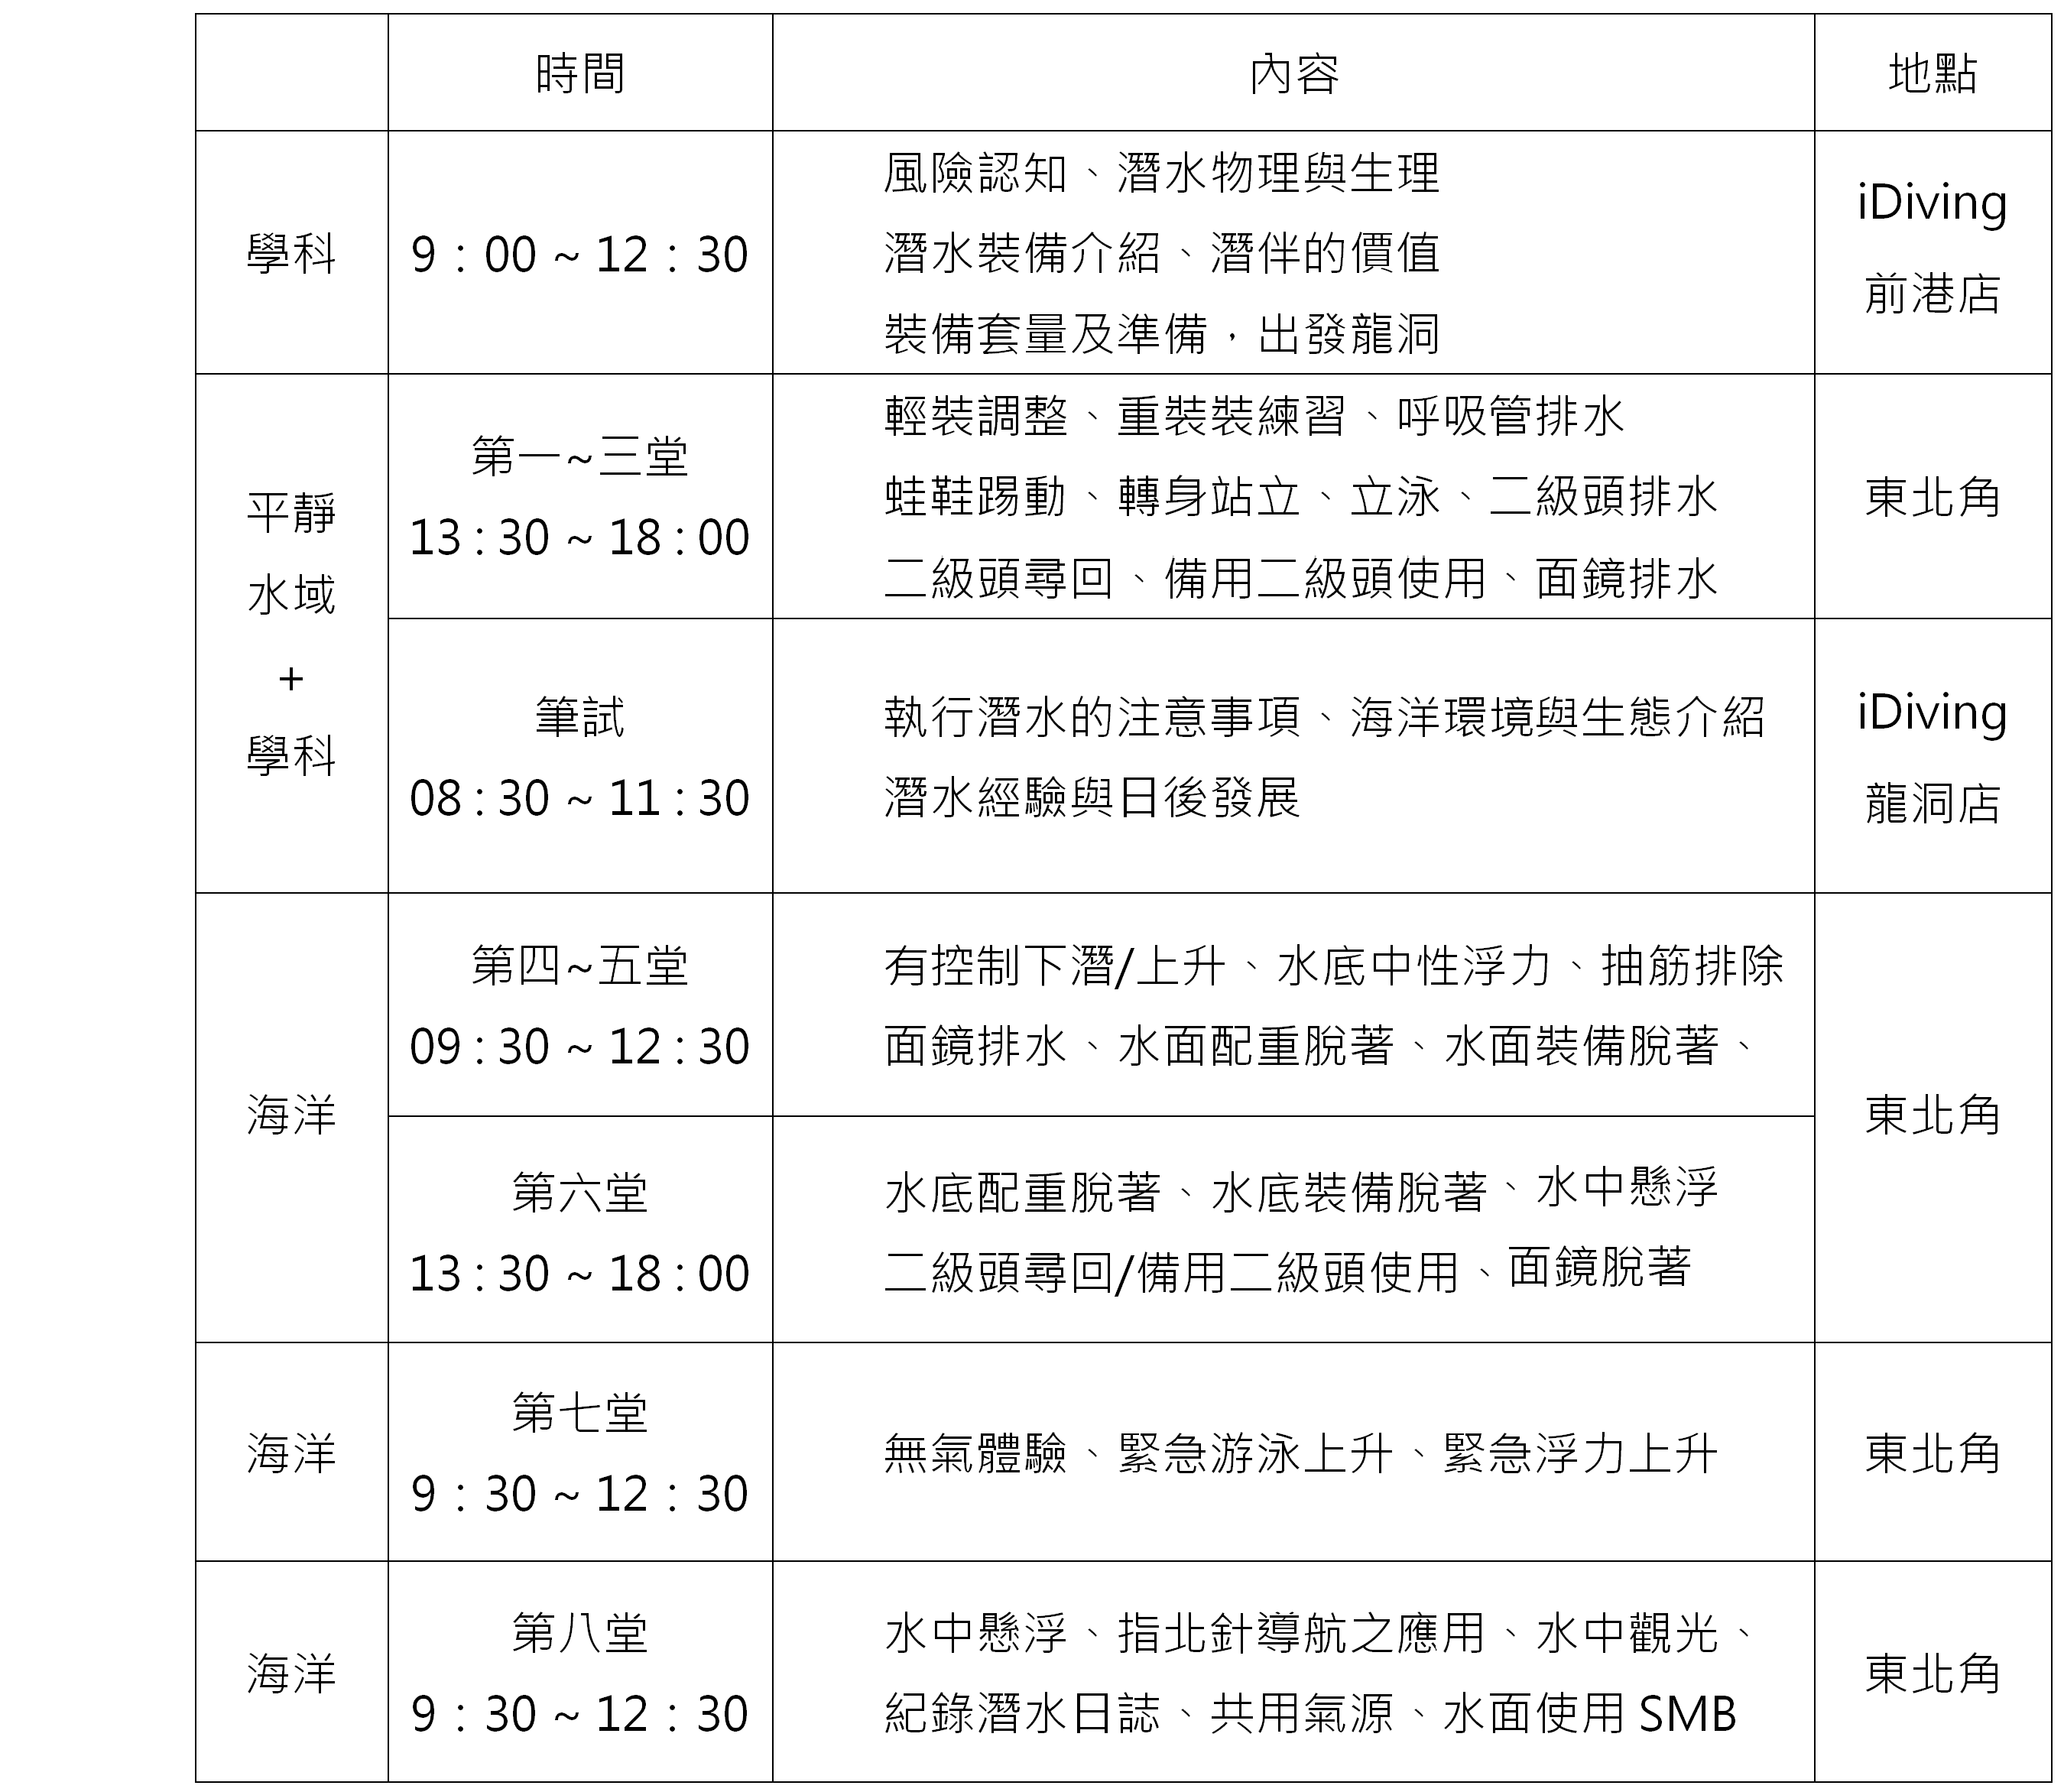 時間
內容
地點
學科
9：00 ~ 12：30
風險認知、潛水物理與生理
潛水裝備介紹、潛伴的價值
裝備套量及準備，出發龍洞
iDiving
前港店
平靜
水域
+
學科
第一~三堂
13 : 30 ~ 18 : 00
輕裝調整、重裝裝練習、呼吸管排水
蛙鞋踢動、轉身站立、立泳、二級頭排水
二級頭尋回、備用二級頭使用、面鏡排水
東北角
筆試
08 : 30 ~ 11 : 30
執行潛水的注意事項、海洋環境與生態介紹
潛水經驗與日後發展
iDiving
龍洞店
海洋
第四~五堂
09 : 30 ~ 12 : 30
有控制下潛/上升、水底中性浮力、抽筋排除
面鏡排水、水面配重脫著、水面裝備脫著、
東北角
第六堂
13 : 30 ~ 18 : 00
水底配重脫著、水底裝備脫著、水中懸浮
二級頭尋回/備用二級頭使用、面鏡脫著
海洋
第七堂
9：30 ~ 12：30
無氣體驗、緊急游泳上升、緊急浮力上升
東北角
海洋
第八堂
9：30 ~ 12：30
水中懸浮、指北針導航之應用、水中觀光、
紀錄潛水日誌、共用氣源、水面使用 SMB
東北角